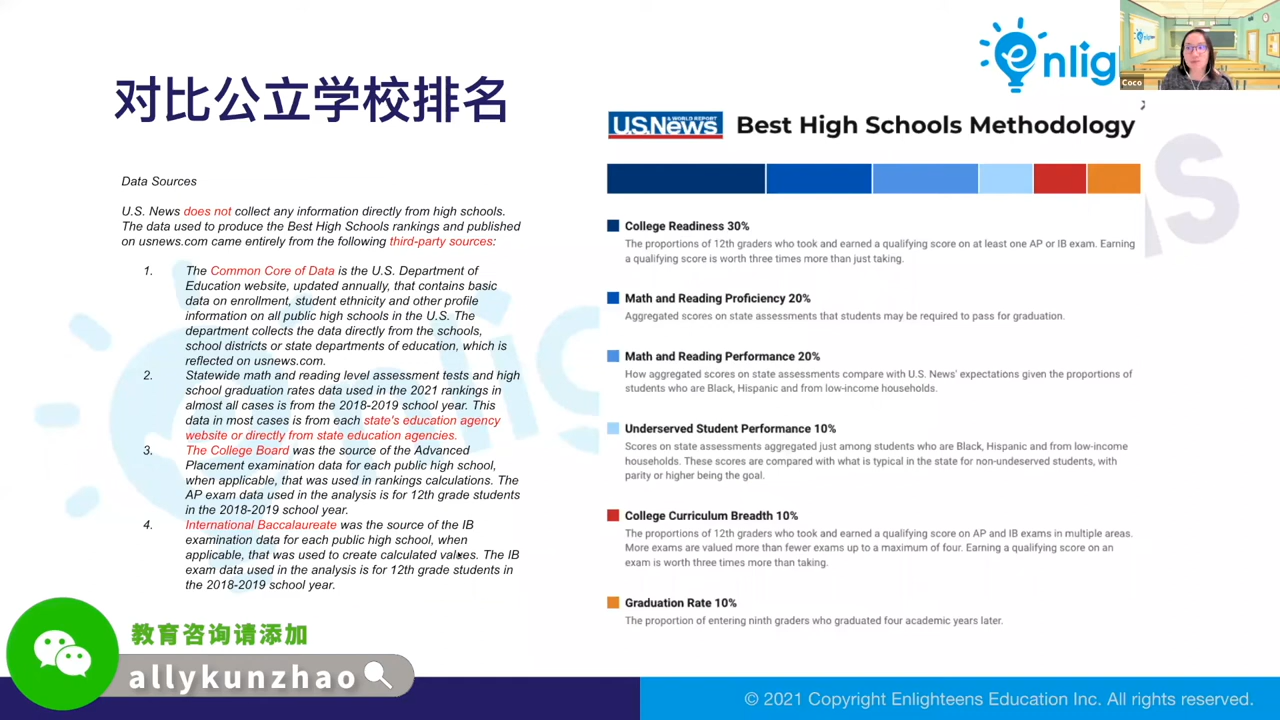 对比公立学校排名
enlig
Coco
Data Sources
U.S. News does not collect any information directly from high schools.
The data used to produce the Best High Schools rankings and published
on usnews.com came entirely from the following third-party sources:
1. The Common Core of Data is the U.S. Department of
Education website, updated annually, that contains basic
data on enrollment, student ethnicity and other profile
information on all public high schools in the U.S. The
department collects the data directly from the schools,
school districts or state departments of education, which is
reflected on usnews.com.
2. Statewide math and reading level assessment tests and high
school graduation rates data used in the 2021 rankings in
almost all cases is from the 2018-2019 school year. This
data in most cases is from each state's education agency
website or directly from state education agencies.
3. The College Board was the source of the Advanced
Placement examination data for each public high school,
when applicable, that was used in rankings calculations. The
AP exam data used in the analysis is for 12th grade students
in the 2018-2019 school year.
4. International Baccalaureate was the source of the IB
examination data for each public high school, when
applicable, that was used to create calculated values. The IB
exam data used in the analysis is for 12th grade students in
the 2018-2019 school year.
U.S.News & WORLD REPORT
Best High Schools Methodology
College Readiness 30%
The proportions of 12th graders who took and earned a qualifying score on at least one AP or IB exam. Earning
a qualifying score is worth three times more than just taking.
Math and Reading Proficiency 20%
Aggregated scores on state assessments that students may be required to pass for graduation.
Math and Reading Performance 20%
How aggregated scores on state assessments compare with U.S. News' expectations given the proportions of
students who are Black, Hispanic and from low-income households.
Underserved Student Performance 10%
Scores on state assessments aggregated just among students who are Black, Hispanic and from low-income
households. These scores are compared with what is typical in the state for non-undeserved students, with
parity or higher being the goal.
College Curriculum Breadth 10%
The proportions of 12th graders who took and earned a qualifying score on AP and IB exams in multiple areas.
More exams are valued more than fewer exams up to a maximum of four. Earning a qualifying score on an
exam is worth three times more than taking.
Graduation Rate 10%
The proportion of entering ninth graders who graduated four academic years later.
教育咨询请添加
allykunzhao
© 2021 Copyright Enlighteens Education Inc. All rights reserved.